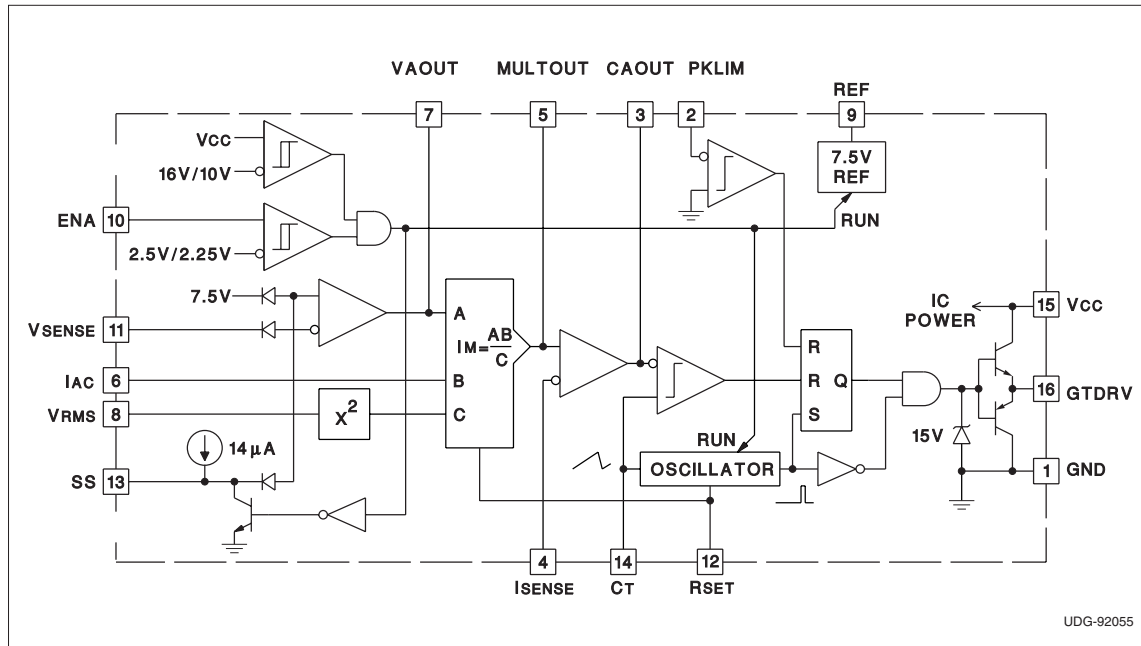 VAOUT MULTOUT CAOUT PKLIM
REF
7 5 3 2 9
VCC
16V/10V
7.5V
REF
ENA 10
RUN
2.5V/2.25V
7.5V
VSENSE 11
A
IM=AB/C
B
C
IC
POWER
15 VCC
IAC 6
R
R Q
S
16 GTDRV
VRMS 8
X²
14 µA
RUN
15V
SS 13
OSCILLATOR
1 GND
4 14 12
ISENSE CT RSET
UDG-92055